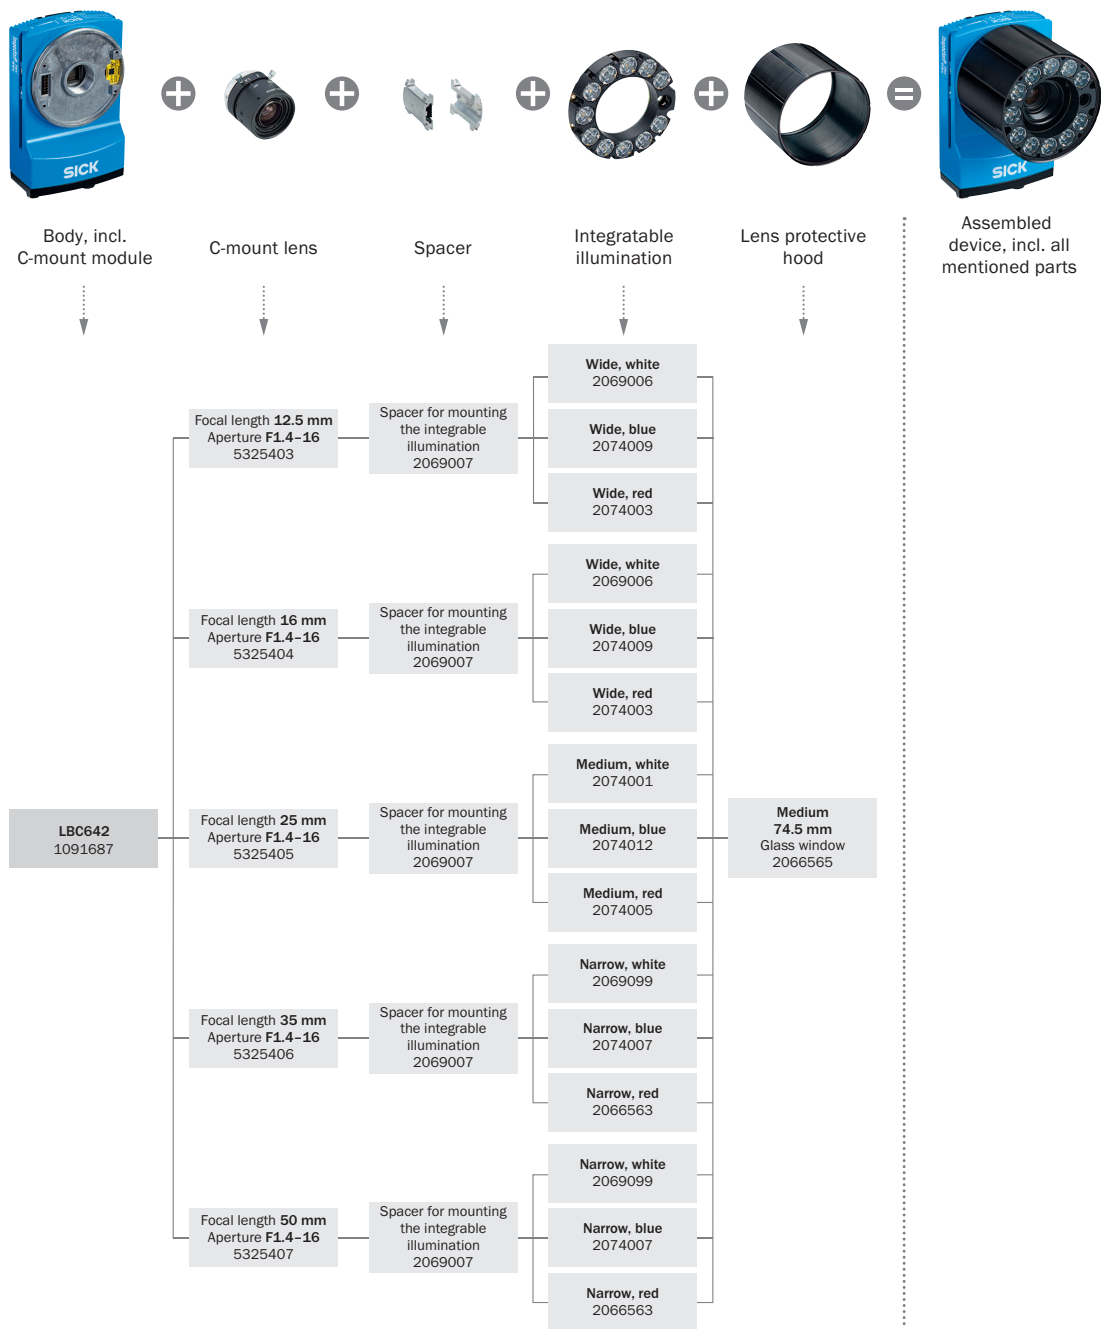 SICK
SICK
Body, incl.
C-mount module
C-mount lens
Spacer
Integratable
illumination
Lens protective
hood
Assembled
device, incl. all
mentioned parts
LBC642
1091687
Focal length 12.5 mm
Aperture F1.4–16
5325403
Spacer for mounting
the integrable
illumination
2069007
Wide, white
2069006
Wide, blue
2074009
Wide, red
2074003
Focal length 16 mm
Aperture F1.4–16
5325404
Spacer for mounting
the integrable
illumination
2069007
Wide, white
2069006
Wide, blue
2074009
Wide, red
2074003
Focal length 25 mm
Aperture F1.4–16
5325405
Spacer for mounting
the integrable
illumination
2069007
Medium, white
2074001
Medium, blue
2074012
Medium, red
2074005
Focal length 35 mm
Aperture F1.4–16
5325406
Spacer for mounting
the integrable
illumination
2069007
Narrow, white
2069099
Narrow, blue
2074007
Narrow, red
2066563
Focal length 50 mm
Aperture F1.4–16
5325407
Spacer for mounting
the integrable
illumination
2069007
Narrow, white
2069099
Narrow, blue
2074007
Narrow, red
2066563
Medium
74.5 mm
Glass window
2066565